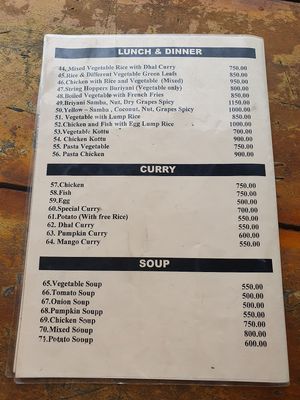 LUNCH & DINNER
44. Mixed Vegetable Rice with Dhal Curry 750.00
45.Rice & Different Vegetable Green Leafs 850.00
46.Chicken with Rice and Vegetable (Mixed) 950.00
47.String Hoppers Buriyani (Vegetable only) 800.00
48.Boiled Vegetable with French Fries 850.00
49.Briyani Samba, Nut, Dry Grapes Spicy 1150.00
50.Yellow – Samba , Coconut, Nut, Grapes Spicy 1000.00
51. Vegetable with Lump Rice 850.00
52.Chicken and Fish with Egg Lump Rice 1000.00
53.Vegetable Kottu 700.00
54. Chicken Kottu 900.00
55. Pasta Vegetable 750.00
56. Pasta Chicken 900.00
CURRY
57.Chicken 750.00
58.Fish 750.00
59.Egg 500.00
60.Special Curry 700.00
61.Potato (With free Rice) 550.00
62. Dhal Curry 550.00
63. Pumpkin Curry 600.00
64. Mango Curry 550.00
SOUP
65.Vegetable Soup 550.00
66.Tomato Soup 500.00
67.Onion Soup 500.00
68.Pumpkin Soupp 550.00
69.Chicken Soup 750.00
70.Mixed Soup 800.00
71.Potato Soup 600.00